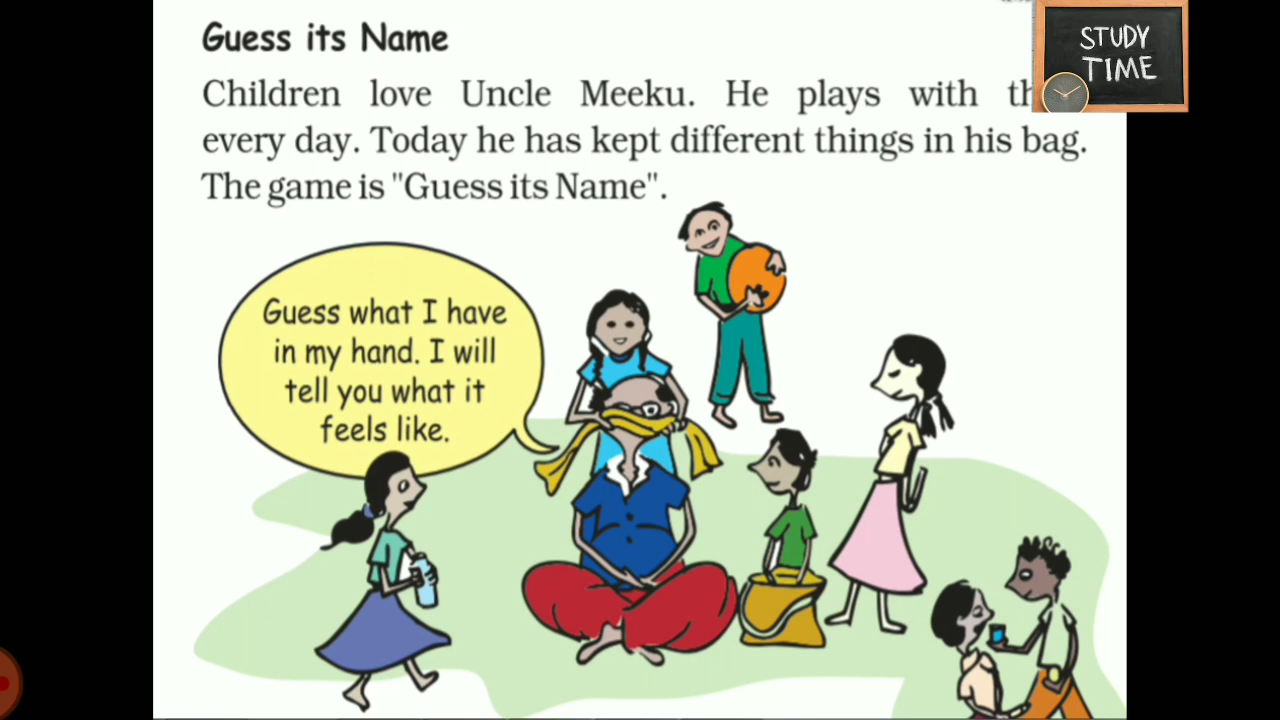 Guess its Name
STUDY
TIME
Children love Uncle Meeku. He plays with
every day. Today he has kept different things in his bag.
The game is "Guess its Name".
Guess what I have
in my hand. I will
tell you what it
feels like.